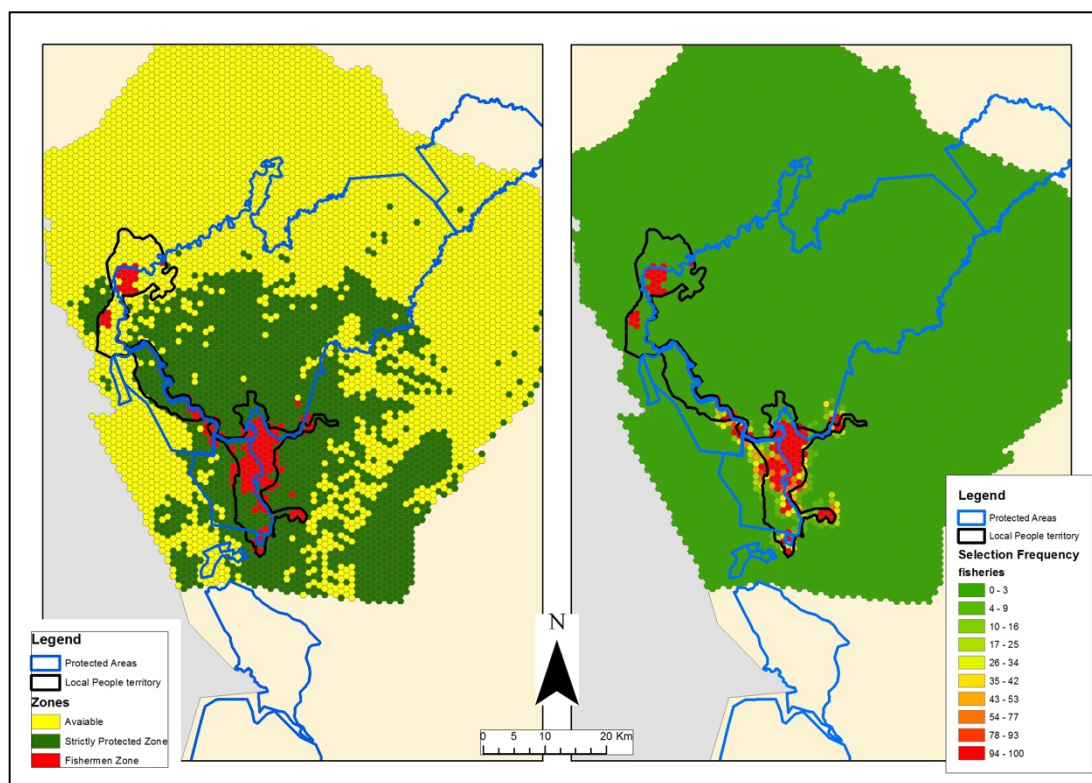 Legend
Protected Areas
Local People territory
Zones
Avaiable
Strictly Protected Zone
Fishermen Zone
N
0 5 10 20 Km
Legend
Protected Areas
Local People territory
Selection Frequency
fisheries
0 - 3
4 - 9
10 - 16
17 - 25
26 - 34
35 - 42
43 - 53
54 - 77
78 - 93
94 - 100